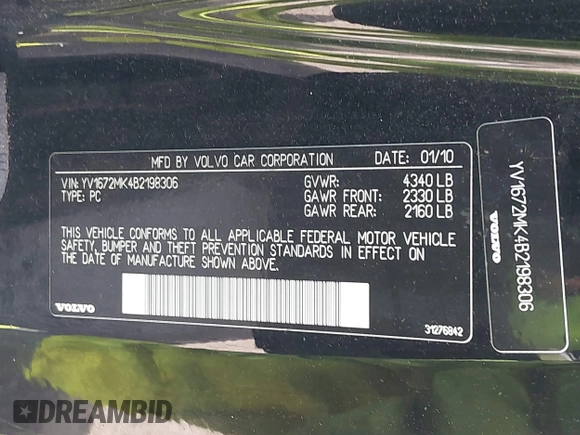 MFD BY VOLVO CAR CORPORATION DATE: 01/10
VIN: YV1672MK4B2198306 GVWR: 4340 LB
TYPE: PC GAWR FRONT: 2330 LB
GAWR REAR: 2160 LB
THIS VEHICLE CONFORMS TO ALL APPLICABLE FEDERAL MOTOR VEHICLE
SAFETY, BUMPER AND THEFT PREVENTION STANDARDS IN EFFECT ON
THE DATE OF MANUFACTURE SHOWN ABOVE.
VOLVO 31276842
YV1672MK4B2198306
VOLVO
DREAMBID